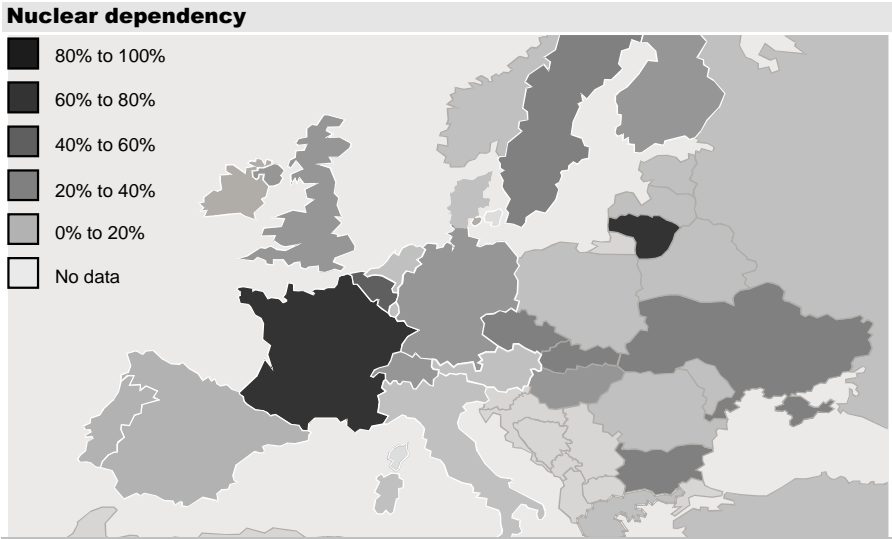 Nuclear dependency
80% to 100%
60% to 80%
40% to 60%
20% to 40%
0% to 20%
No data